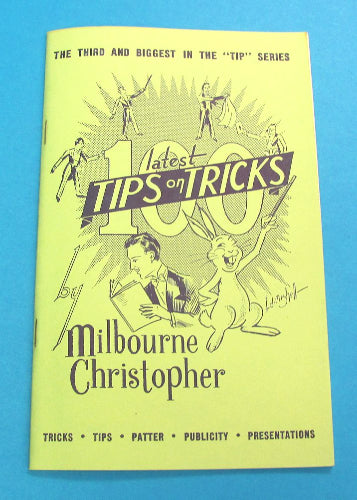 THE THIRD AND BIGGEST IN THE "TIP" SERIES
100
latest
TIPS on TRICKS
by
Milbourne
Christopher
TRICKS • TIPS • PATTER • PUBLICITY • PRESENTATIONS